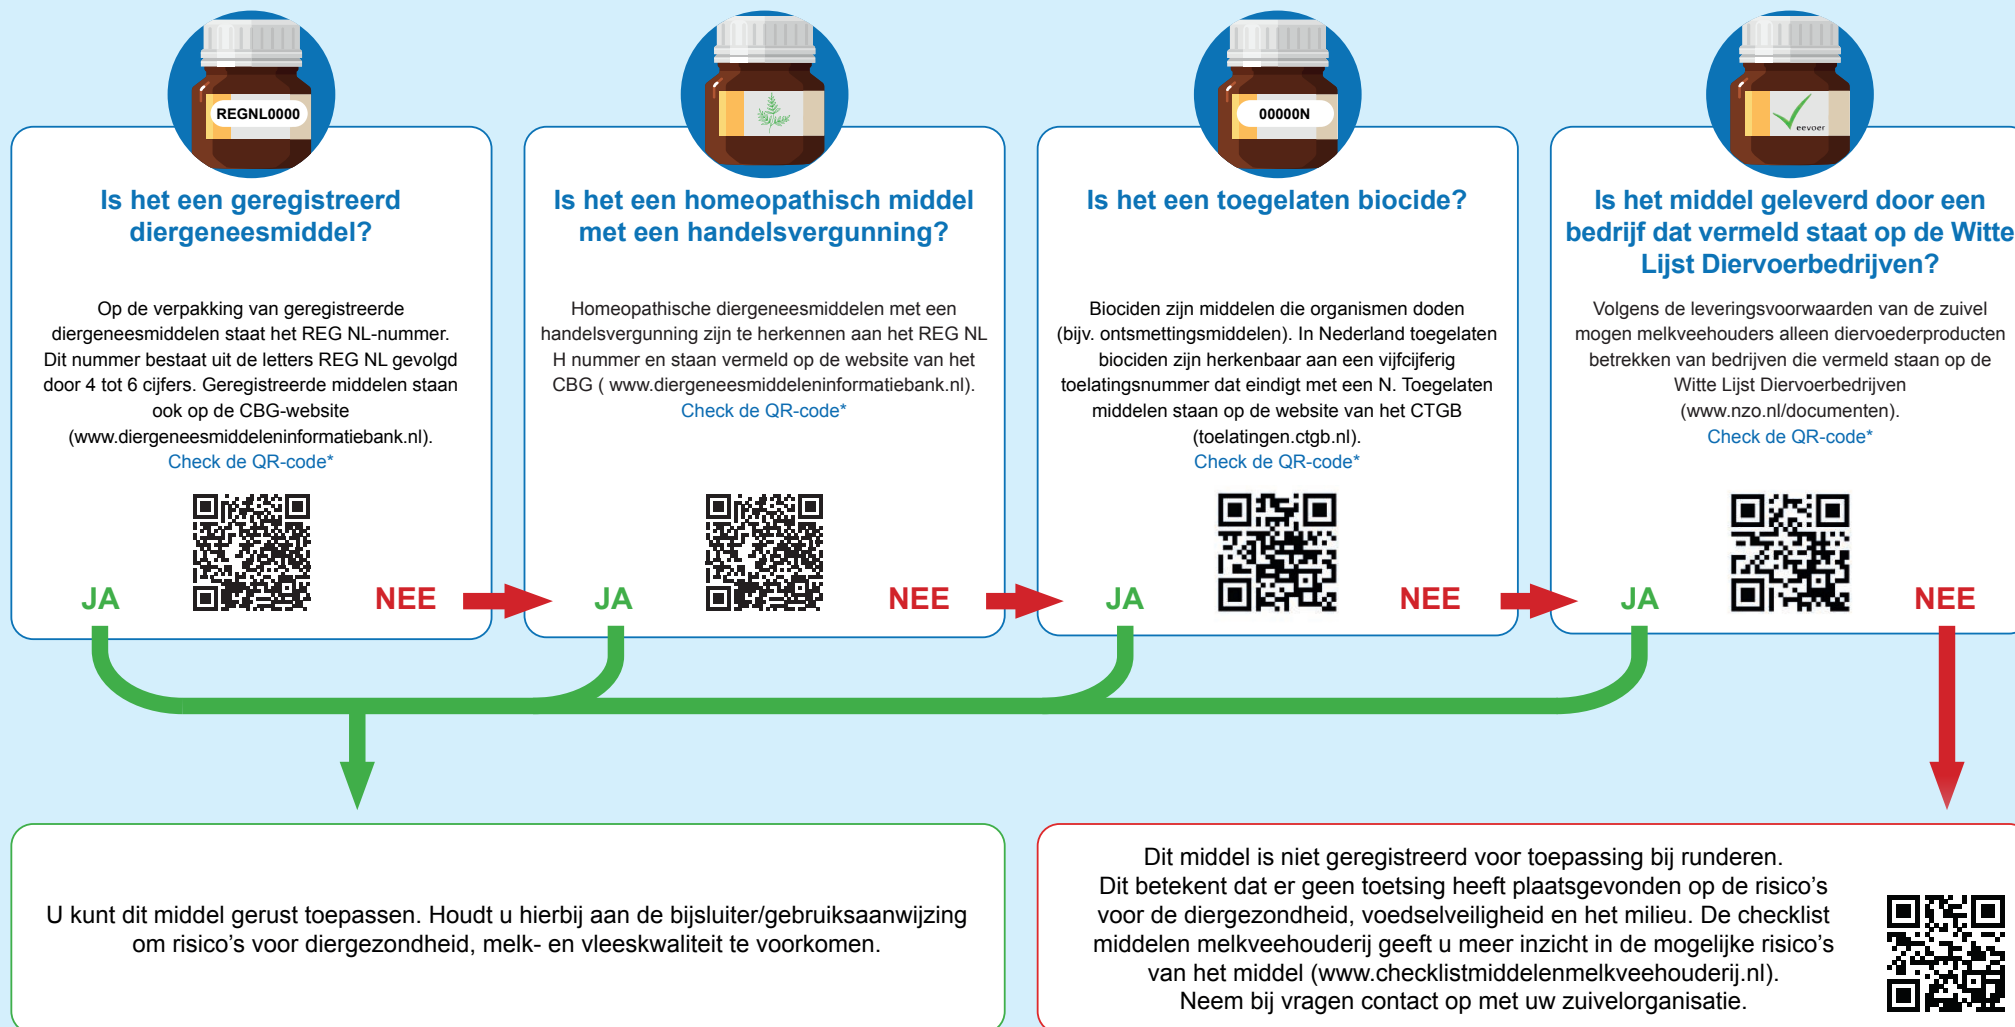 REGNL0000
Is het een geregistreerd
diergeneesmiddel?
Op de verpakking van geregistreerde
diergeneesmiddelen staat het REG NL-nummer.
Dit nummer bestaat uit de letters REG NL gevolgd
door 4 tot 6 cijfers. Geregistreerde middelen staan
ook op de CBG-website
(www.diergeneesmiddeleninformatiebank.nl).
Check de QR-code*
JA
NEE
Is het een homeopathisch middel
met een handelsvergunning?
Homeopathische diergeneesmiddelen met een
handelsvergunning zijn te herkennen aan het REG NL
H nummer en staan vermeld op de website van het
CBG ( www.diergeneesmiddeleninformatiebank.nl).
Check de QR-code*
JA
NEE
00000N
Is het een toegelaten biocide?
Biociden zijn middelen die organismen doden
(bijv. ontsmettingsmiddelen). In Nederland toegelaten
biociden zijn herkenbaar aan een vijfcijferig
toelatingsnummer dat eindigt met een N. Toegelaten
middelen staan op de website van het CTGB
(toelatingen.ctgb.nl).
Check de QR-code*
JA
NEE
eevoer
Is het middel geleverd door een
bedrijf dat vermeld staat op de Witte
Lijst Diervoerbedrijven?
Volgens de leveringsvoorwaarden van de zuivel
mogen melkveehouders alleen diervoederproducten
betrekken van bedrijven die vermeld staan op de
Witte Lijst Diervoerbedrijven
(www.nzo.nl/documenten).
Check de QR-code*
JA
NEE
U kunt dit middel gerust toepassen. Houdt u hierbij aan de bijsluiter/gebruiksaanwijzing
om risico’s voor diergezondheid, melk- en vleeskwaliteit te voorkomen.
Dit middel is niet geregistreerd voor toepassing bij runderen.
Dit betekent dat er geen toetsing heeft plaatsgevonden op de risico’s
voor de diergezondheid, voedselveiligheid en het milieu. De checklist
middelen melkveehouderij geeft u meer inzicht in de mogelijke risico’s
van het middel (www.checklistmiddelenmelkveehouderij.nl).
Neem bij vragen contact op met uw zuivelorganisatie.